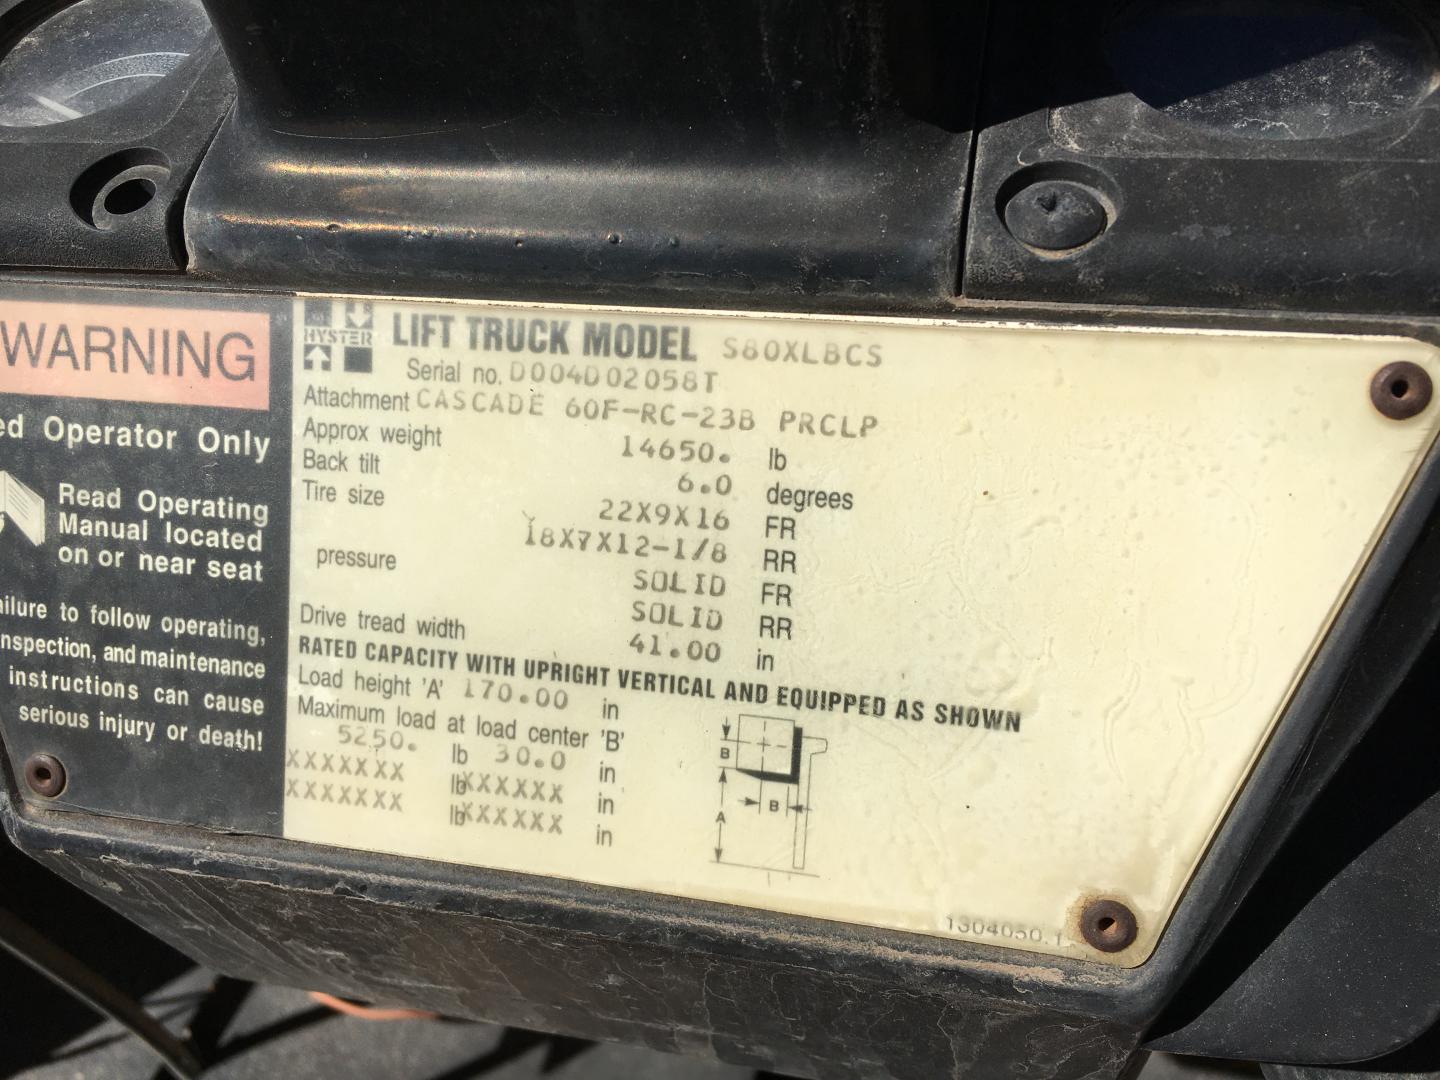 WARNING
ed Operator Only
Read Operating
Manual located
on or near seat
ailure to follow operating,
nspection, and maintenance
instructions can cause
serious injury or death!
HYSTER
LIFT TRUCK MODEL S80XLBCS
Serial no. D004D02058T
Attachment CASCADE 60F-RC-23B PRCLP
Approx weight 14650. lb
Back tilt 6.0 degrees
Tire size 22X9X16 FR
18X7X12-1/8 RR
pressure SOLID FR
SOLID RR
Drive tread width 41.00 in
RATED CAPACITY WITH UPRIGHT VERTICAL AND EQUIPPED AS SHOWN
Load height 'A' 170.00 in
Maximum load at load center 'B'
5250. lb 30.0 in
XXXXXXX lb XXXXXX in
XXXXXXX lb XXXXXX in
B
B
A
1304050.1